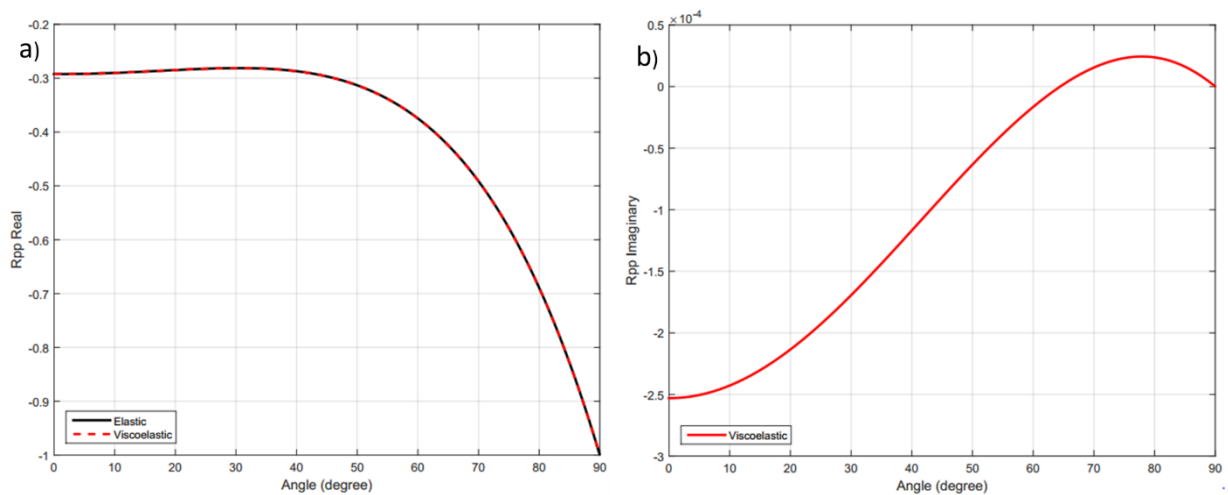 a)
-0.2
-0.3
-0.4
-0.5
-0.6
-0.7
-0.8
-0.9
-1
Rpp Real
Elastic
Viscoelastic
0 10 20 30 40 50 60 70 80 90
Angle (degree)
b)
×10⁻⁴
0.5
0
-0.5
-1
-1.5
-2
-2.5
-3
Rpp Imaginary
Viscoelastic
0 10 20 30 40 50 60 70 80 90
Angle (degree)